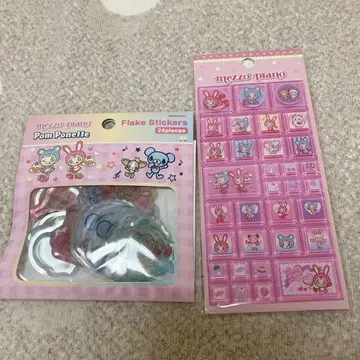 mezzo piano
Pom Ponette
Flake Stickers
24pieces
mezzo piano